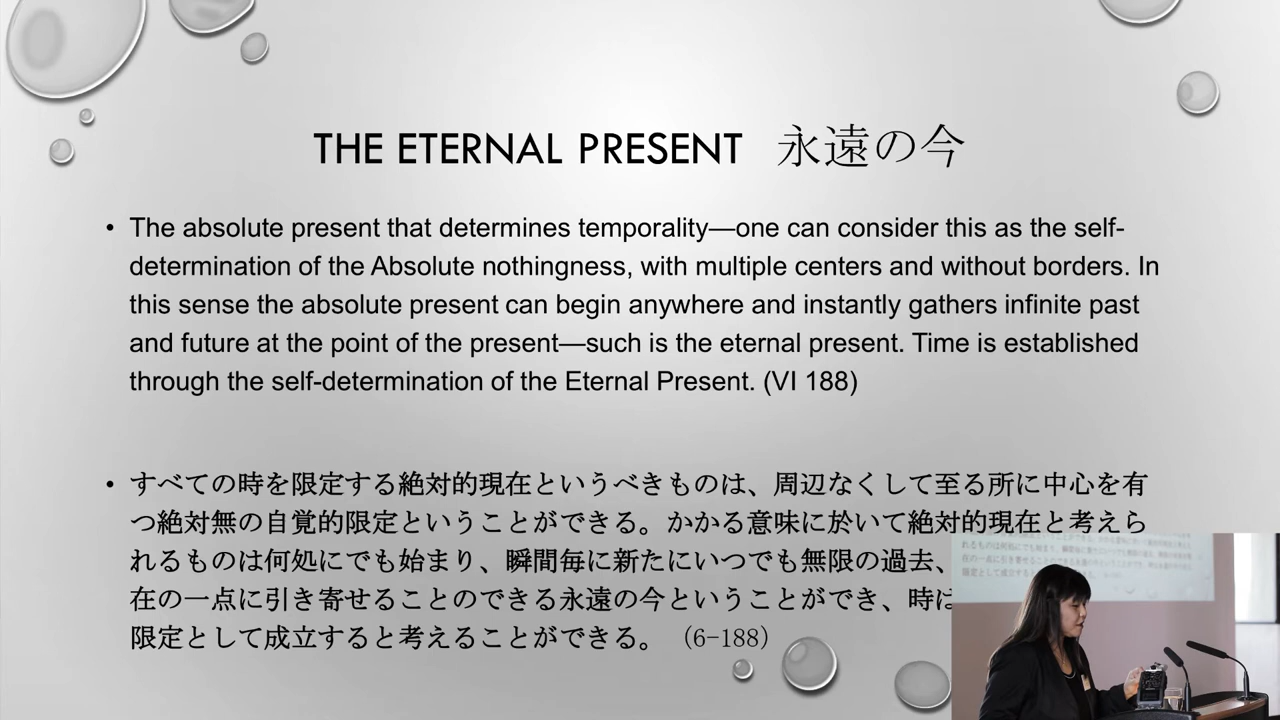 THE ETERNAL PRESENT 永遠の今
• The absolute present that determines temporality—one can consider this as the self-
determination of the Absolute nothingness, with multiple centers and without borders. In
this sense the absolute present can begin anywhere and instantly gathers infinite past
and future at the point of the present—such is the eternal present. Time is established
through the self-determination of the Eternal Present. (VI 188)
• すべての時を限定する絶対的現在というべきものは、周辺なくして至る所に中心を有
つ絶対無の自覚的限定ということができる。かかる意味に於いて絶対的現在と考えら
れるものは何処にでも始まり、瞬間毎に新たにいつでも無限の過去、
在の一点に引き寄せることのできる永遠の今ということができ、時は
限定として成立すると考えることができる。 （6-188）